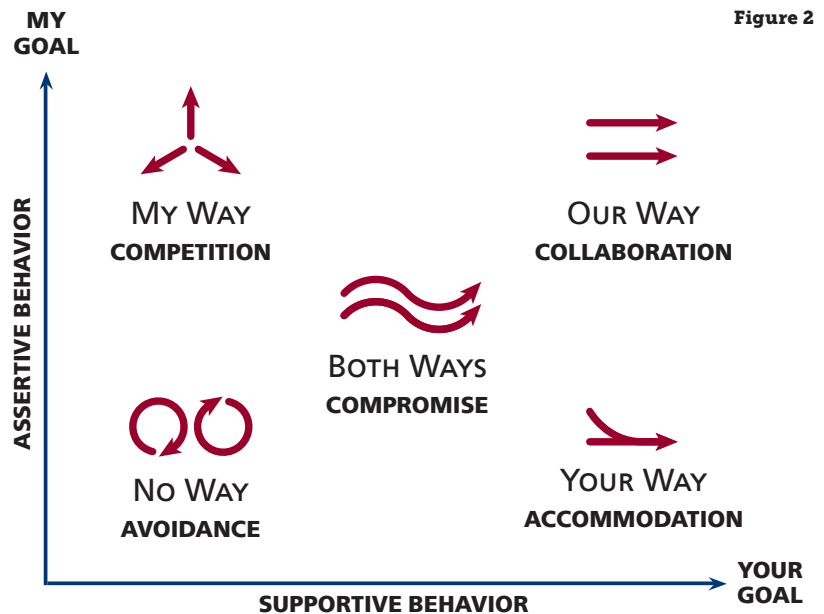 MY
GOAL
Figure 2
MY WAY
COMPETITION
OUR WAY
COLLABORATION
ASSERTIVE BEHAVIOR
BOTH WAYS
COMPROMISE
NO WAY
AVOIDANCE
YOUR WAY
ACCOMMODATION
YOUR
GOAL
SUPPORTIVE BEHAVIOR